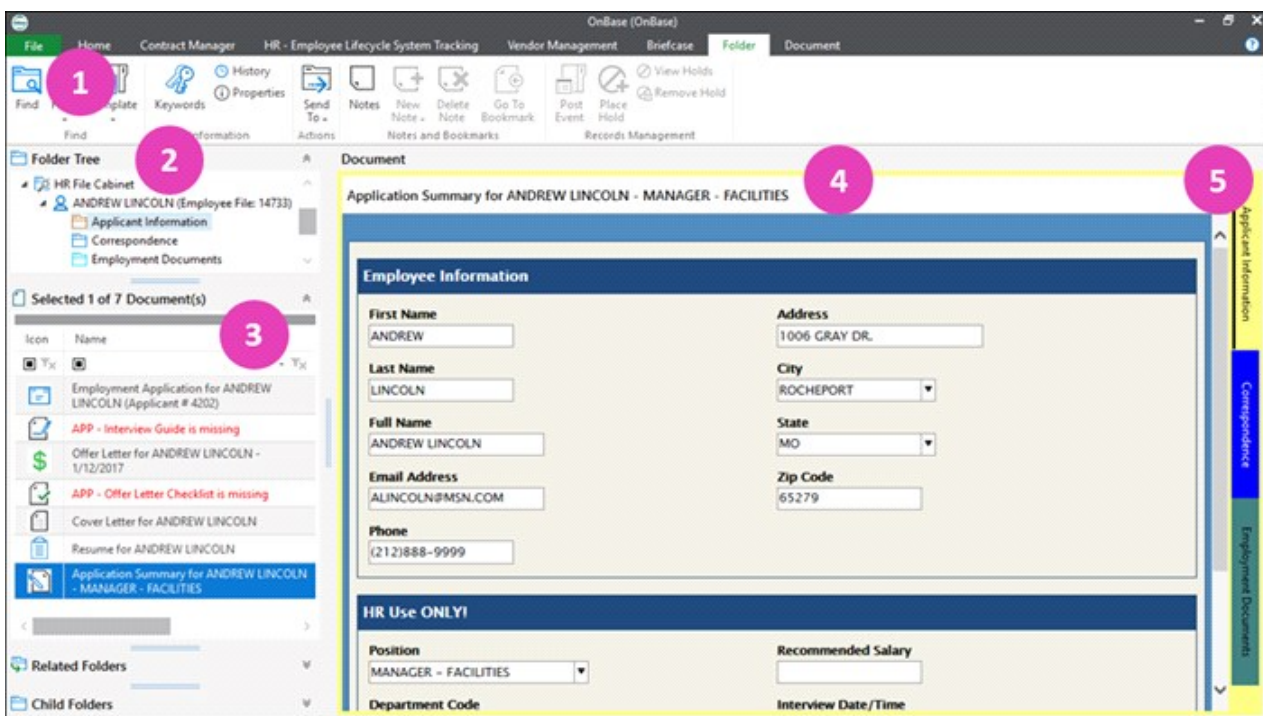 OnBase (OnBase)
File Home Contract Manager HR - Employee Lifecycle System Tracking Vendor Management Briefcase Folder Document
1
Find
Keywords
History
Properties
Send To
Notes
New Note
Delete Note
Go To Bookmark
Post Event
Place Hold
View Holds
Remove Hold
Find
Actions
Notes and Bookmarks
Records Management
Folder Tree
2
HR File Cabinet
ANDREW LINCOLN (Employee File: 14733)
Applicant Information
Correspondence
Employment Documents
Selected 1 of 7 Document(s)
3
Icon Name
Employment Application for ANDREW
LINCOLN (Applicant # 4202)
APP - Interview Guide is missing
Offer Letter for ANDREW LINCOLN -
1/12/2017
APP - Offer Letter Checklist is missing
Cover Letter for ANDREW LINCOLN
Resume for ANDREW LINCOLN
Application Summary for ANDREW LINCOLN
- MANAGER - FACILITIES
Related Folders
Child Folders
Document
4
Application Summary for ANDREW LINCOLN - MANAGER - FACILITIES
Employee Information
First Name
ANDREW
Address
1006 GRAY DR.
Last Name
LINCOLN
City
ROCHEPORT
Full Name
ANDREW LINCOLN
State
MO
Email Address
ALINCOLN@MSN.COM
Zip Code
65279
Phone
(212)888-9999
HR Use ONLY!
Position
MANAGER - FACILITIES
Recommended Salary
Department Code
Interview Date/Time
5
Applicant Information
Correspondence
Employment Documents